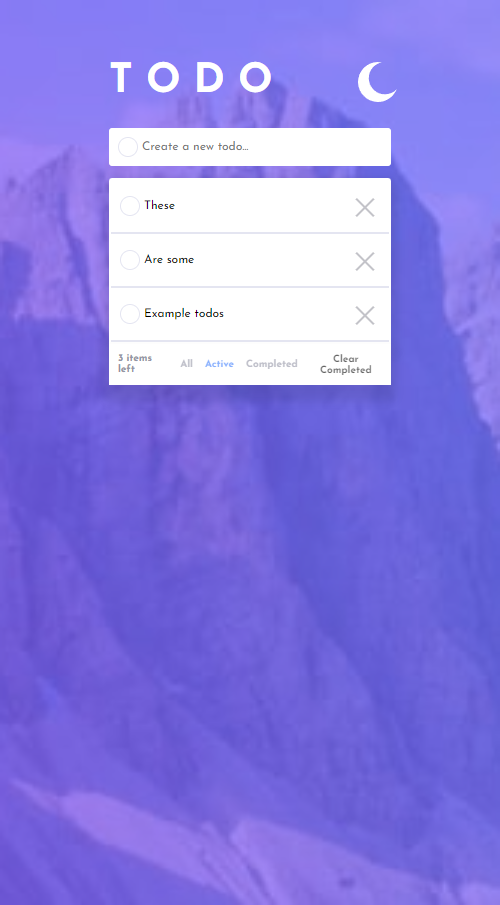 TODO
Create a new todo...
These
Are some
Example todos
3 items
left
All Active Completed
Clear
Completed